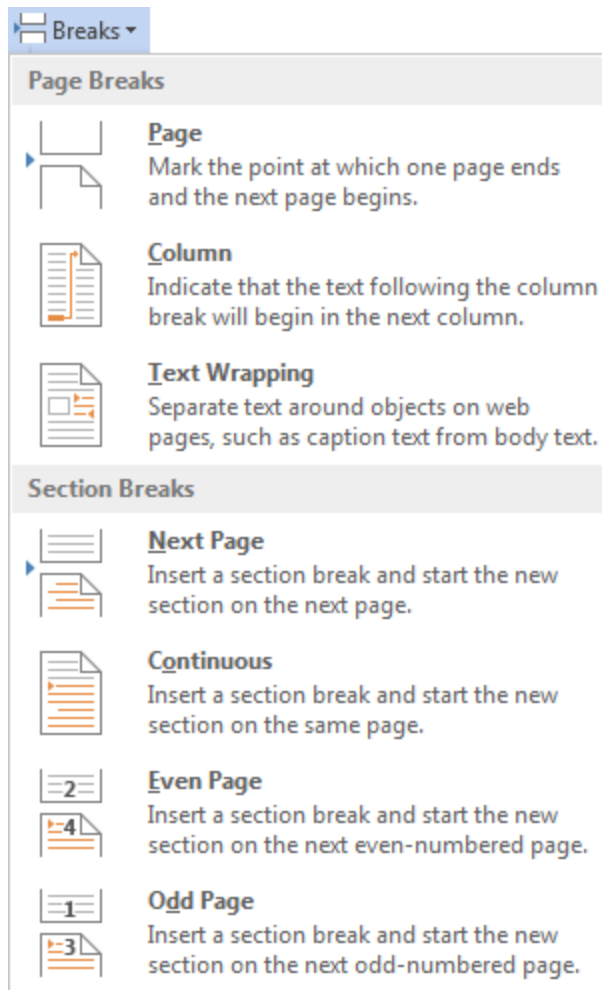 Breaks
Page Breaks
Page
Mark the point at which one page ends
and the next page begins.
Column
Indicate that the text following the column
break will begin in the next column.
Text Wrapping
Separate text around objects on web
pages, such as caption text from body text.
Section Breaks
Next Page
Insert a section break and start the new
section on the next page.
Continuous
Insert a section break and start the new
section on the same page.
2
Even Page
4
Insert a section break and start the new
section on the next even-numbered page.
1
Odd Page
3
Insert a section break and start the new
section on the next odd-numbered page.